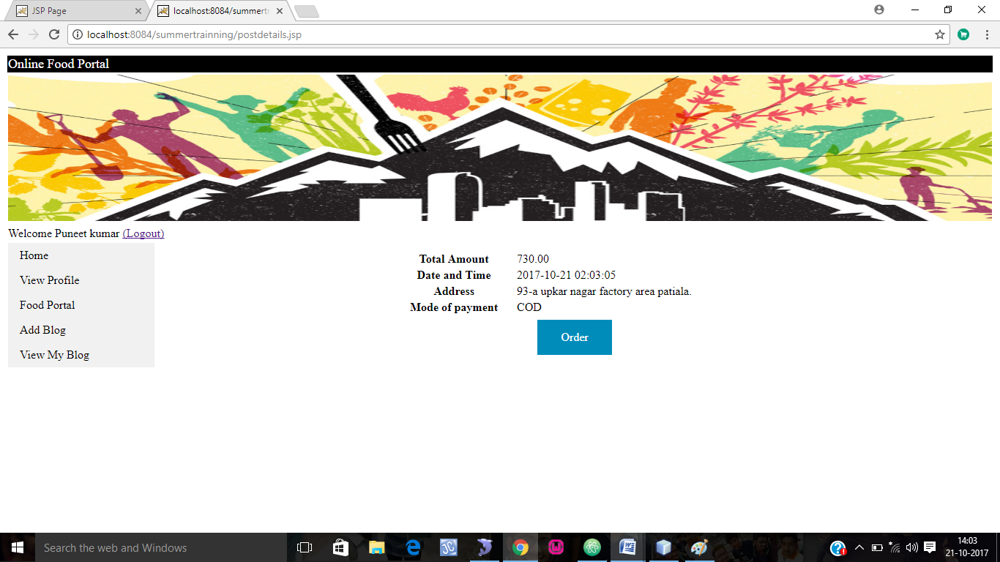 JSP Page
localhost:8084/summertr
localhost:8084/summertrainning/postdetails.jsp
Online Food Portal
Welcome Puneet kumar (Logout)
Home
View Profile
Food Portal
Add Blog
View My Blog
Total Amount 730.00
Date and Time 2017-10-21 02:03:05
Address 93-a upkar nagar factory area patiala.
Mode of payment COD
Order
Search the web and Windows
14:03
21-10-2017